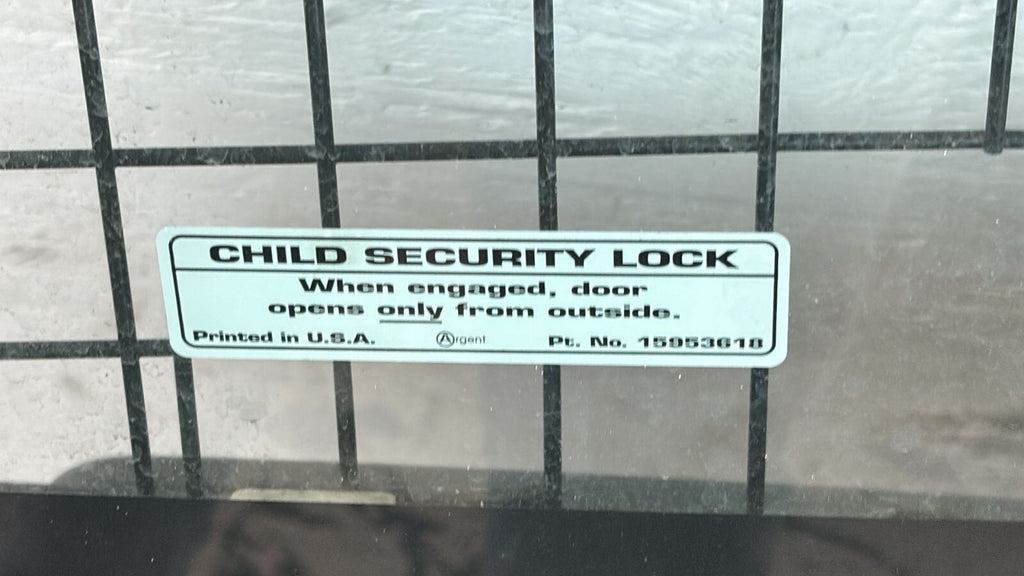 CHILD SECURITY LOCK
When engaged, door
opens only from outside.
Printed in U.S.A. Argent Pt. No. 15953618